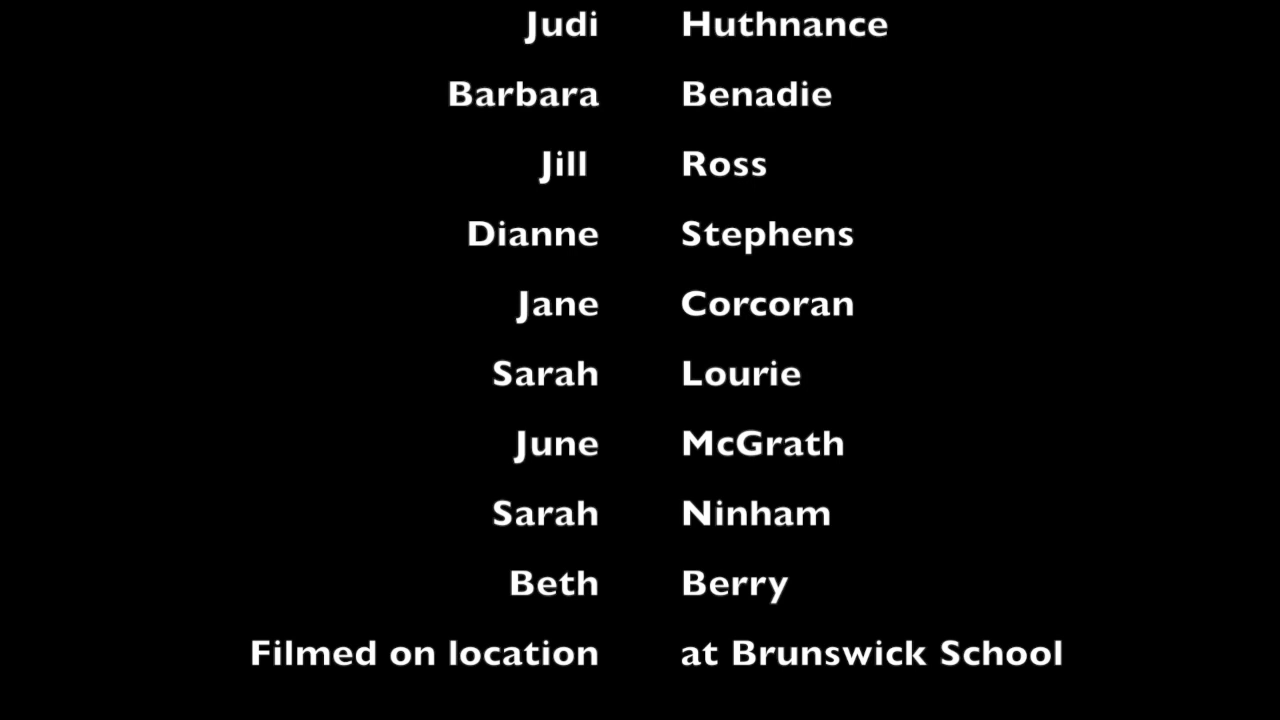 Judi Huthnance
Barbara Benadie
Jill Ross
Dianne Stephens
Jane Corcoran
Sarah Lourie
June McGrath
Sarah Ninham
Beth Berry
Filmed on location at Brunswick School